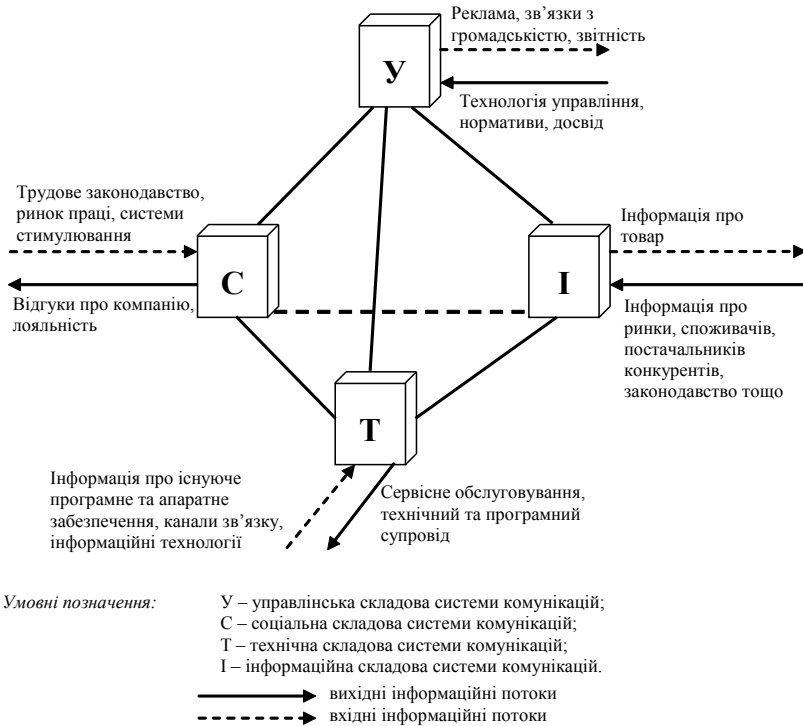 Реклама, зв’язки з
громадськістю, звітність
У
Технологія управління,
нормативи, досвід
Трудове законодавство,
ринок праці, системи
стимулювання
Інформація про
товар
С
І
Відгуки про компанію,
лояльність
Інформація про
ринки, споживачів,
постачальників
конкурентів,
законодавство тощо
Т
Інформація про існуюче
програмне та апаратне
забезпечення, канали зв’язку,
інформаційні технології
Сервісне обслуговування,
технічний та програмний
супровід
Умовні позначення:
У – управлінська складова системи комунікацій;
С – соціальна складова системи комунікацій;
Т – технічна складова системи комунікацій;
І – інформаційна складова системи комунікацій.
вихідні інформаційні потоки
вхідні інформаційні потоки